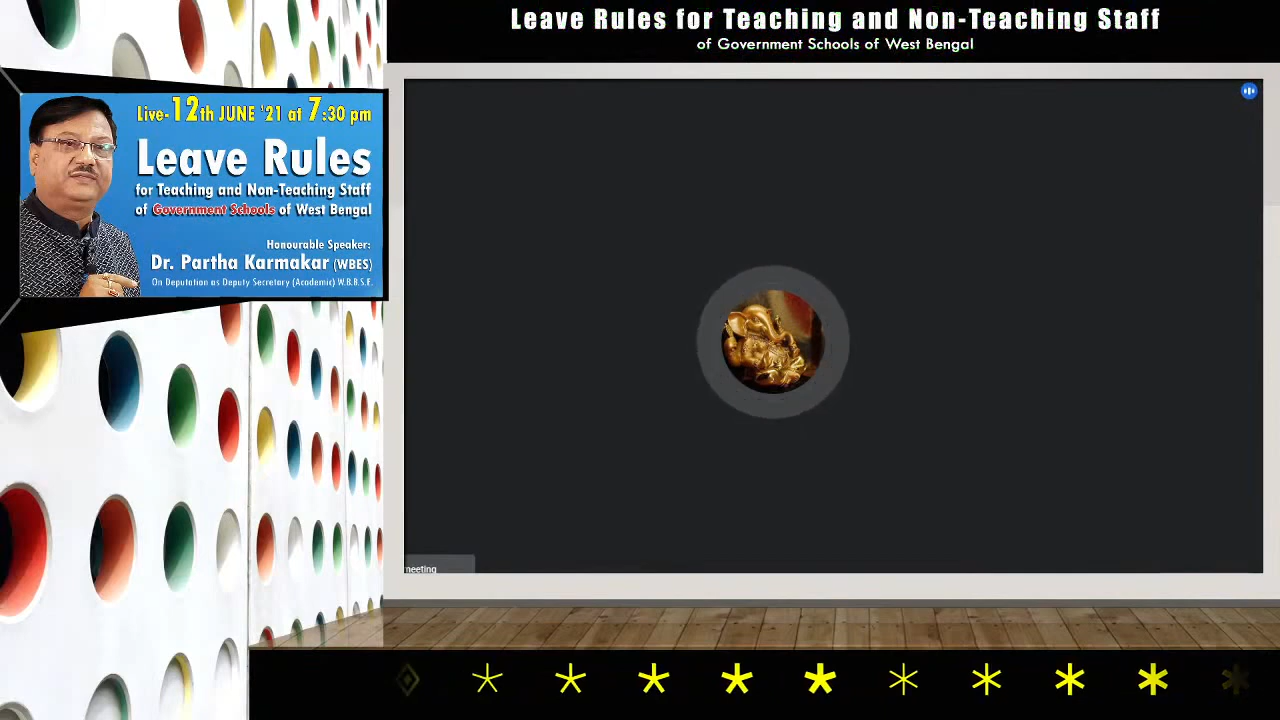 Leave Rules for Teaching and Non-Teaching Staff
of Government Schools of West Bengal
Live- 12th JUNE '21 at 7:30 pm
Leave Rules
for Teaching and Non-Teaching Staff
of Government Schools of West Bengal
Honourable Speaker:
Dr. Partha Karmakar (WBES)
On Deputation as Deputy Secretary (Academic) W.B.B.S.E.
meeting